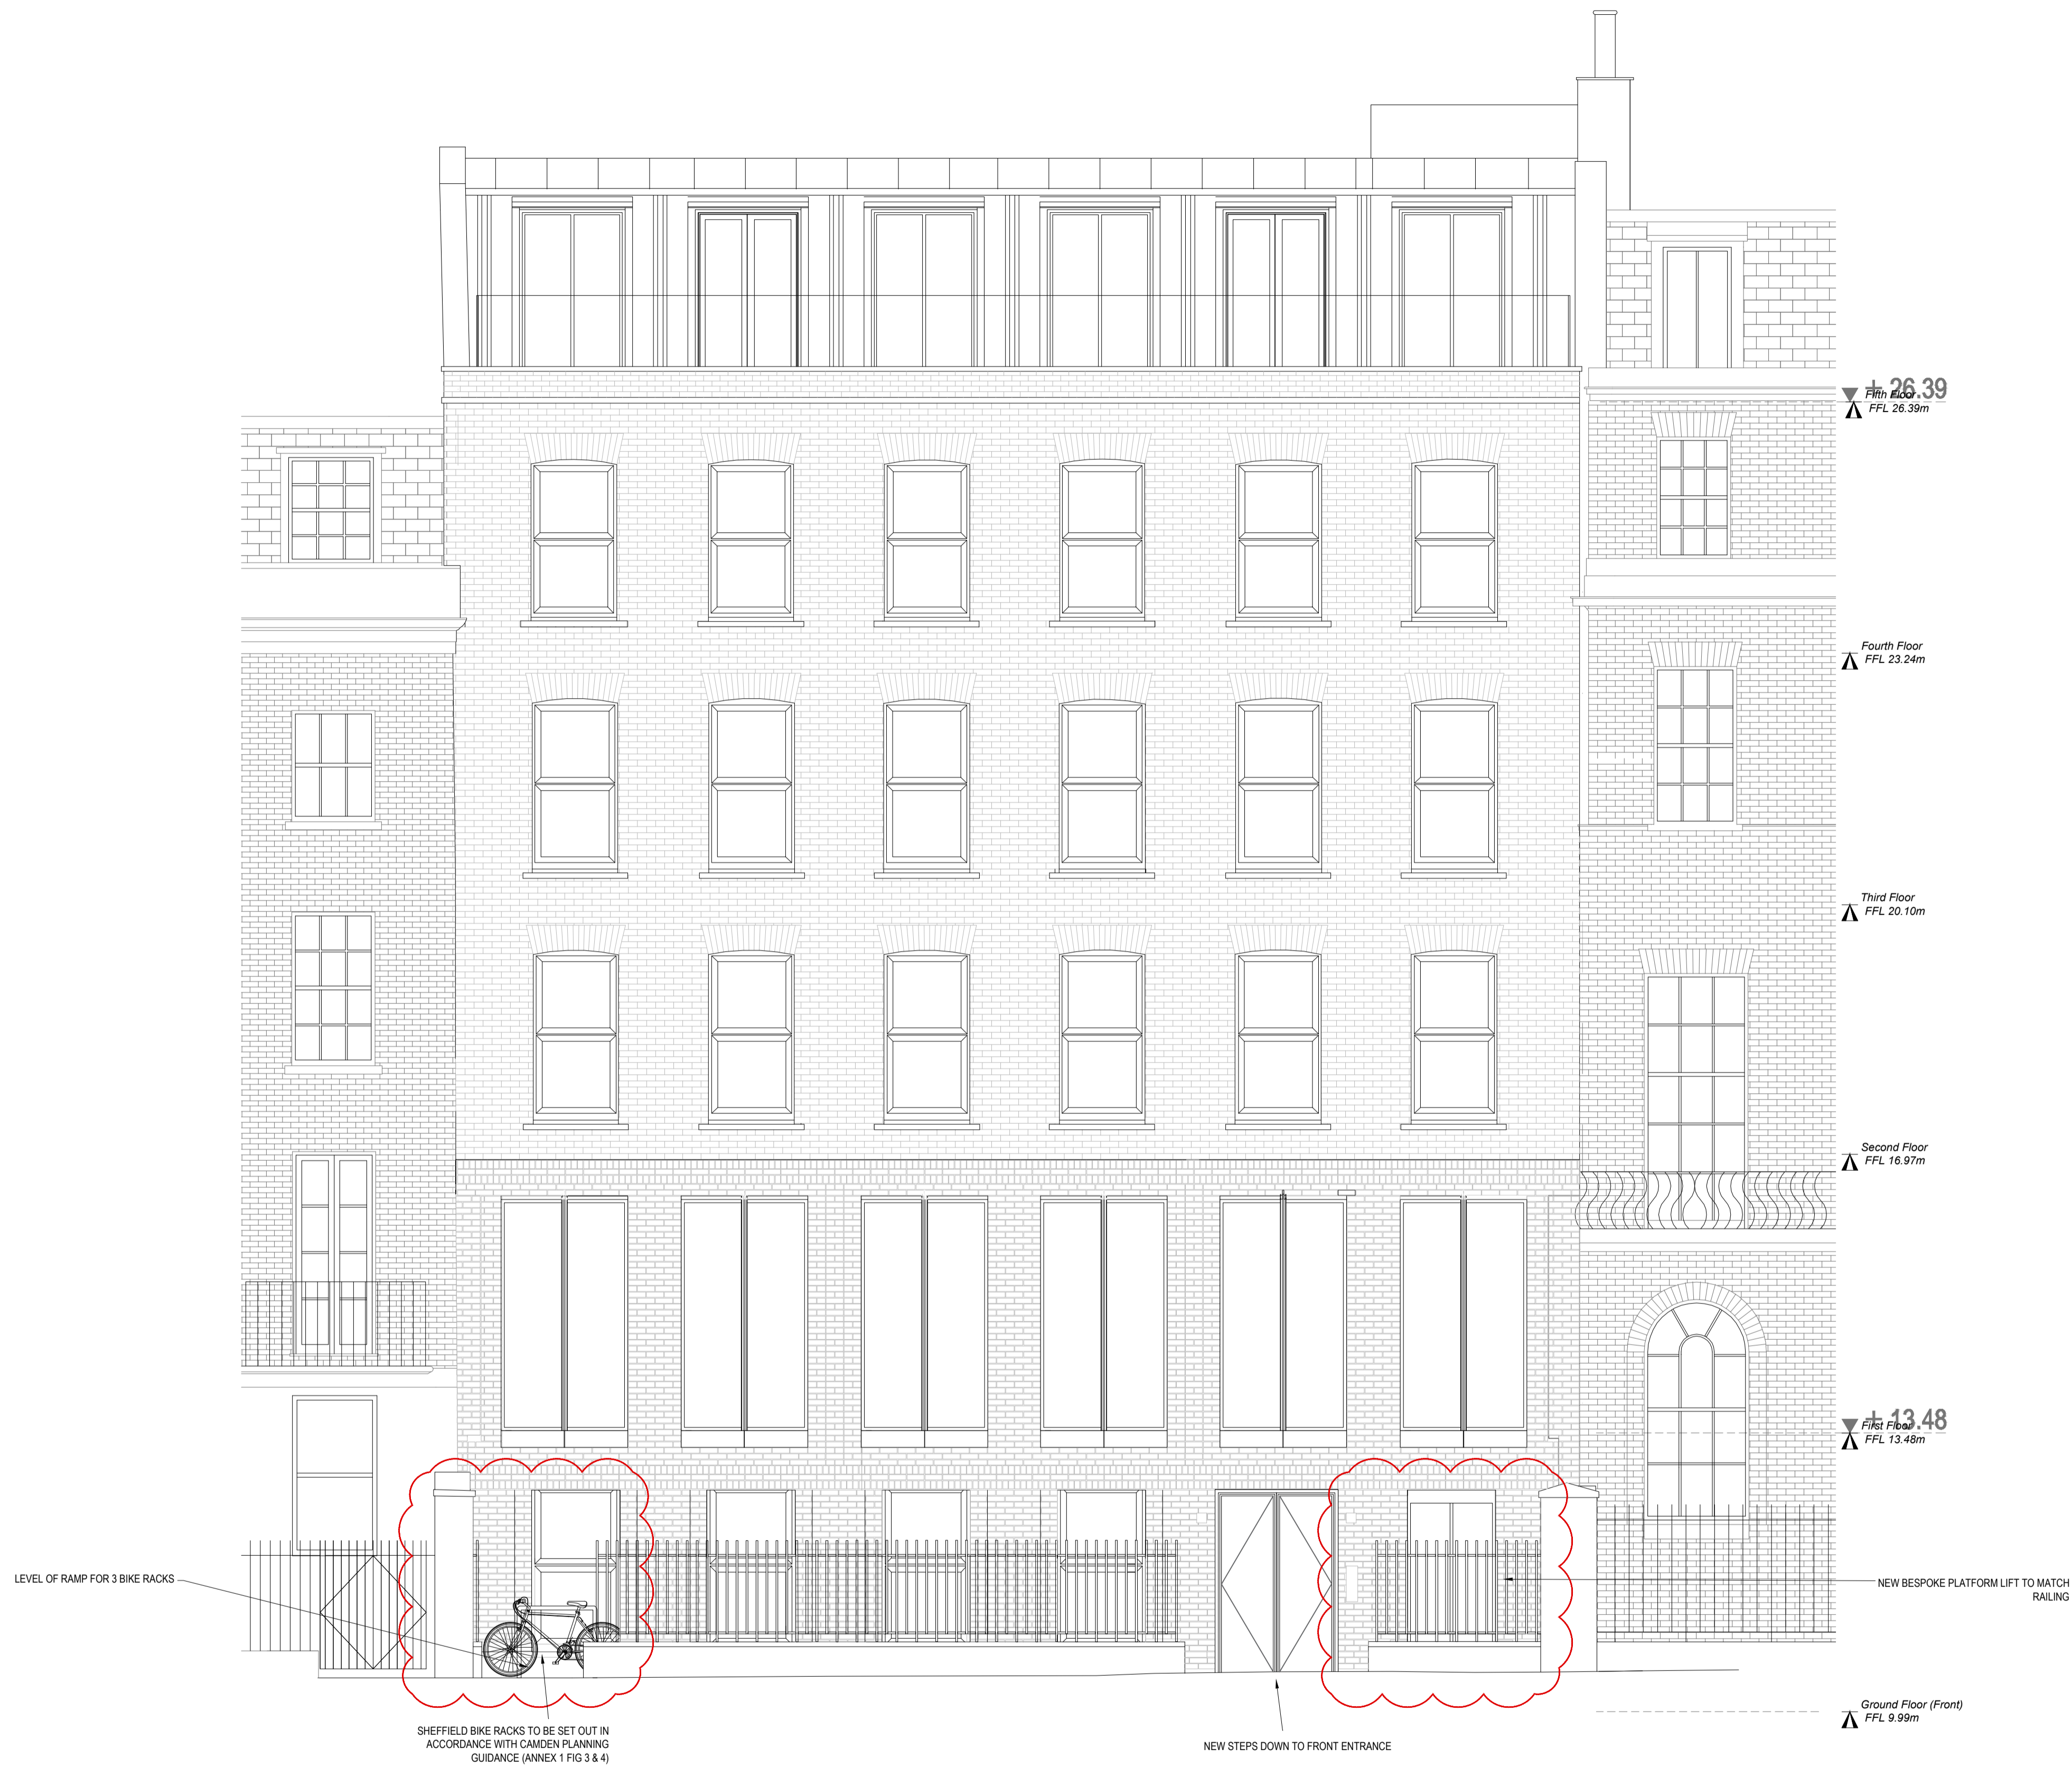 + 26.39
Fifth Floor
FFL 26.39m
Fourth Floor
FFL 23.24m
Third Floor
FFL 20.10m
Second Floor
FFL 16.97m
+ 13.48
First Floor
FFL 13.48m
LEVEL OF RAMP FOR 3 BIKE RACKS
NEW BESPOKE PLATFORM LIFT TO MATCH
RAILING
Ground Floor (Front)
FFL 9.99m
SHEFFIELD BIKE RACKS TO BE SET OUT IN
ACCORDANCE WITH CAMDEN PLANNING
GUIDANCE (ANNEX 1 FIG 3 & 4)
NEW STEPS DOWN TO FRONT ENTRANCE